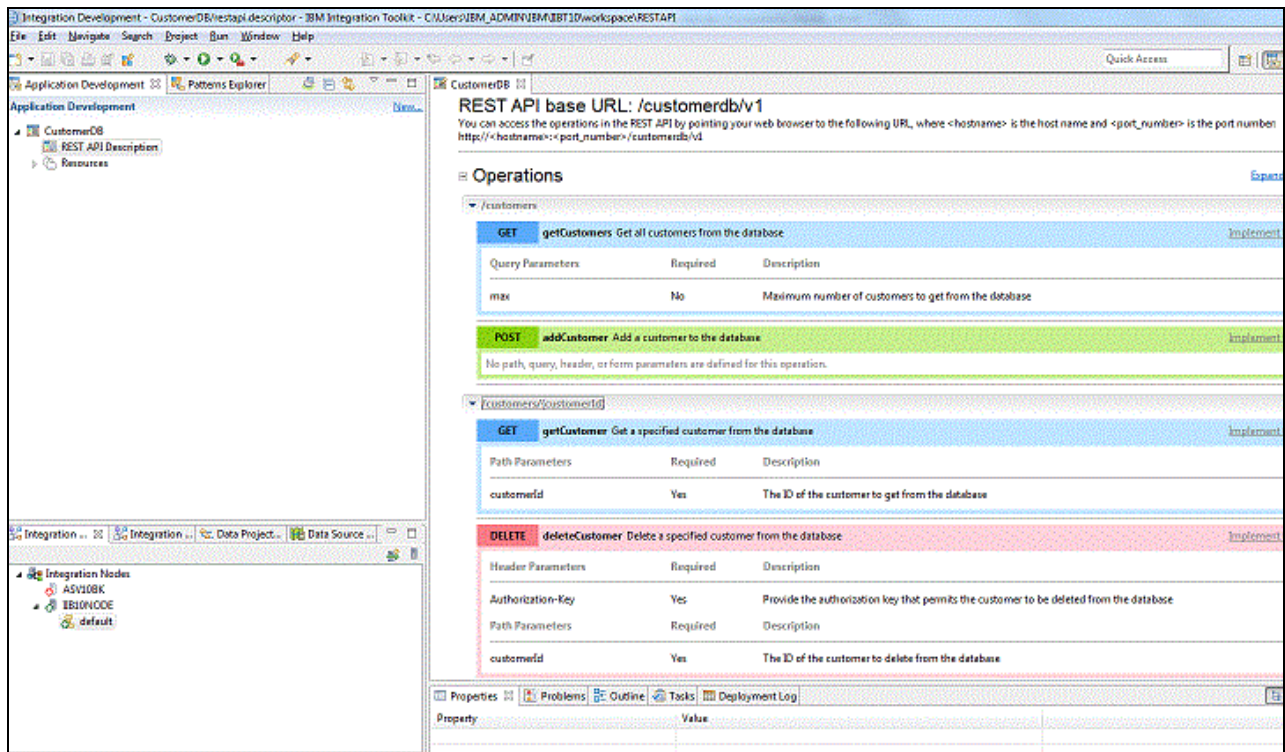 Integration Development - CustomerDB/restapi.descriptor - IBM Integration Toolkit - C:\Users\IBM_ADMIN\IBM\IIBT10\workspace\RESTAPI
File Edit Navigate Search Project Run Window Help
Quick Access
Application Development Patterns Explorer
Application Development New...
CustomerDB
REST API Description
Resources
CustomerDB
REST API base URL: /customerdb/v1
You can access the operations in the REST API by pointing your web browser to the following URL, where <hostname> is the host name and <port_number> is the port number:
http://<hostname>:<port_number>/customerdb/v1
Operations Expand
/customers
GET getCustomers Get all customers from the database Implement
Query Parameters Required Description
max No Maximum number of customers to get from the database
POST addCustomer Add a customer to the database Implement
No path, query, header, or form parameters are defined for this operation.
/customers/{customerId}
GET getCustomer Get a specified customer from the database Implement
Path Parameters Required Description
customerId Yes The ID of the customer to get from the database
DELETE deleteCustomer Delete a specified customer from the database Implement
Header Parameters Required Description
Authorization-Key Yes Provide the authorization key that permits the customer to be deleted from the database
Path Parameters Required Description
customerId Yes The ID of the customer to delete from the database
Integration ... Integration ... Data Project... Data Source ...
Integration Nodes
ASV10BK
IB10NODE
default
Properties Problems Outline Tasks Deployment Log
Property Value